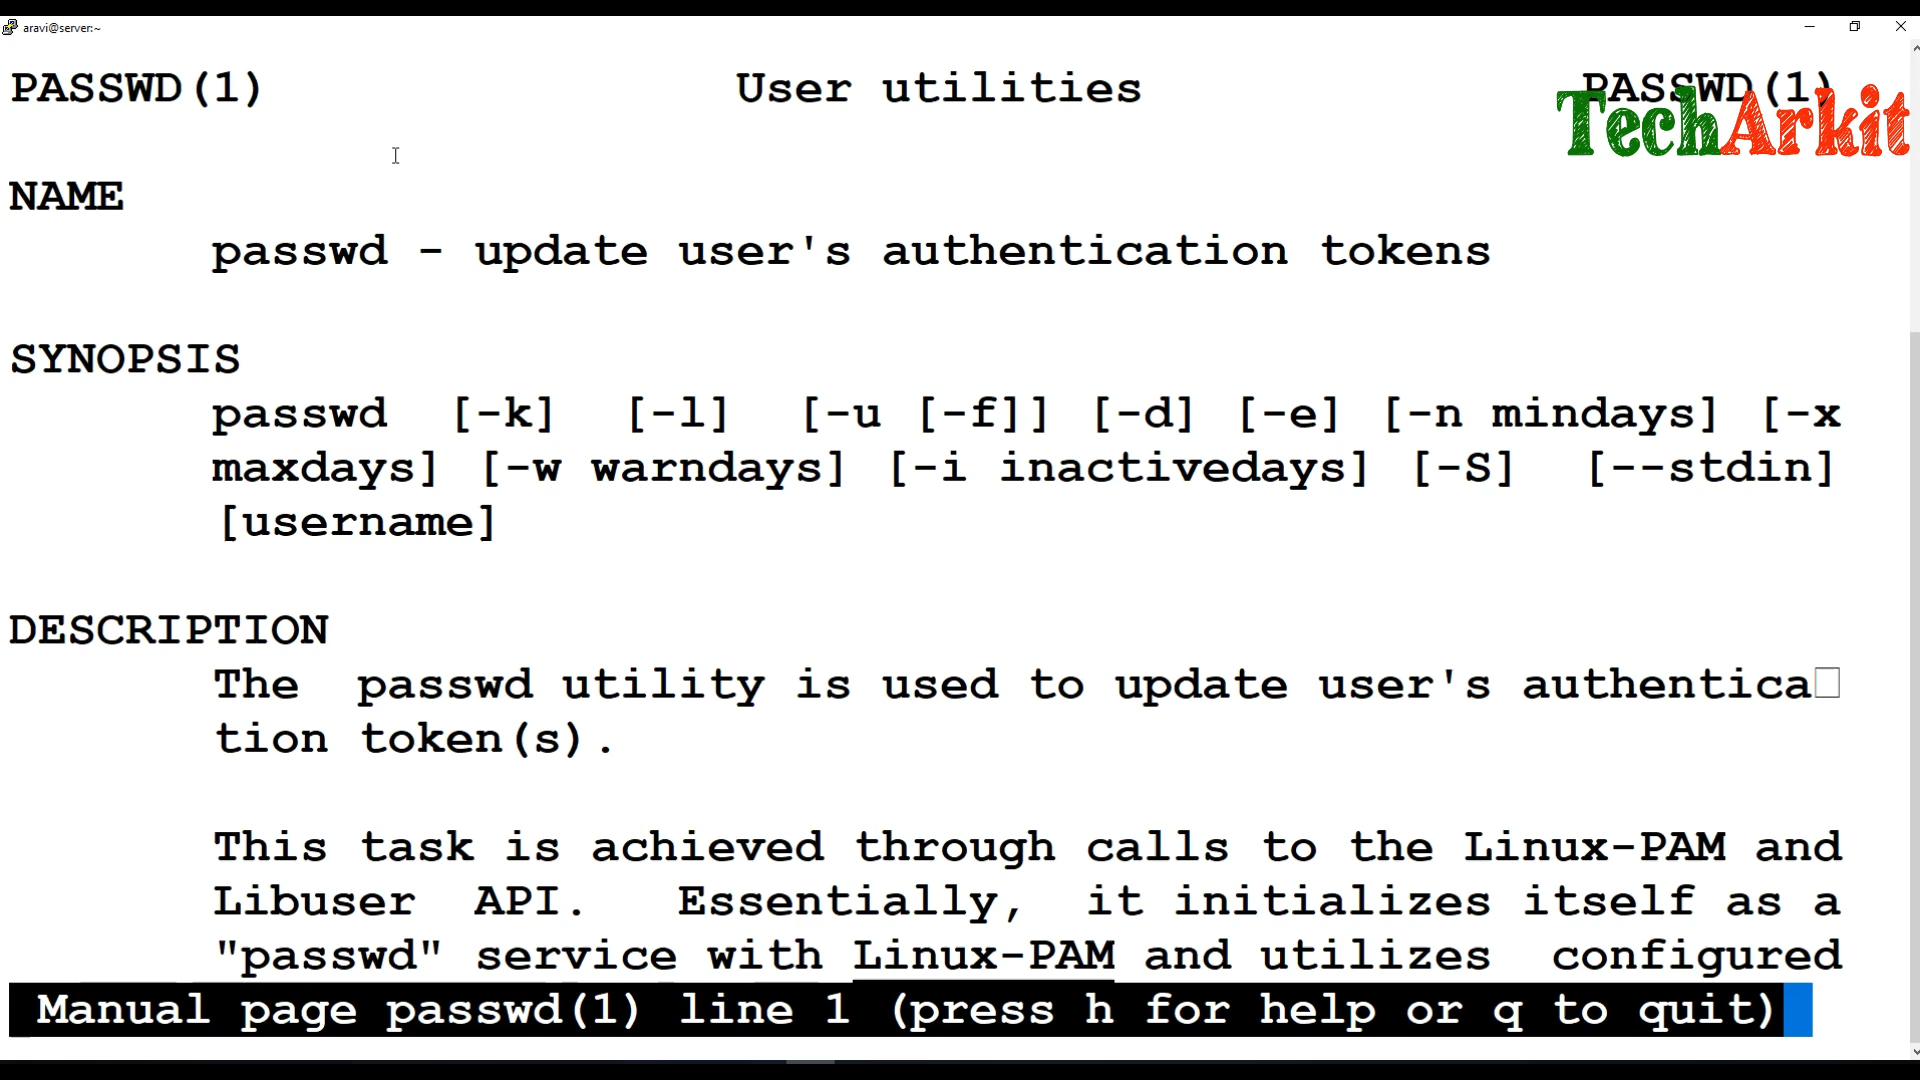 aravi@server:~
PASSWD(1) User utilities PASSWD(1)
TechArkit
NAME
passwd - update user's authentication tokens
SYNOPSIS
passwd [-k] [-l] [-u [-f]] [-d] [-e] [-n mindays] [-x
maxdays] [-w warndays] [-i inactivedays] [-S] [--stdin]
[username]
DESCRIPTION
The passwd utility is used to update user's authentica□
tion token(s).
This task is achieved through calls to the Linux-PAM and
Libuser API. Essentially, it initializes itself as a
"passwd" service with Linux-PAM and utilizes configured
Manual page passwd(1) line 1 (press h for help or q to quit)